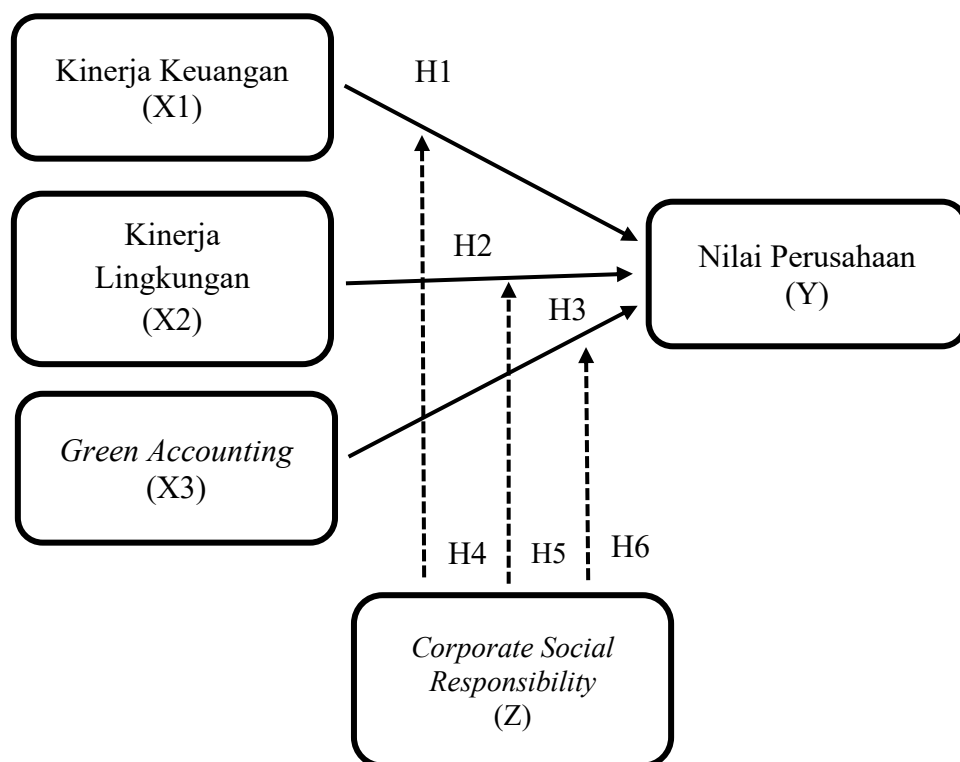 Kinerja Keuangan
(X1)
H1
Kinerja
Lingkungan
(X2)
H2
Nilai Perusahaan
(Y)
H3
Green Accounting
(X3)
H4
H5
H6
Corporate Social
Responsibility
(Z)